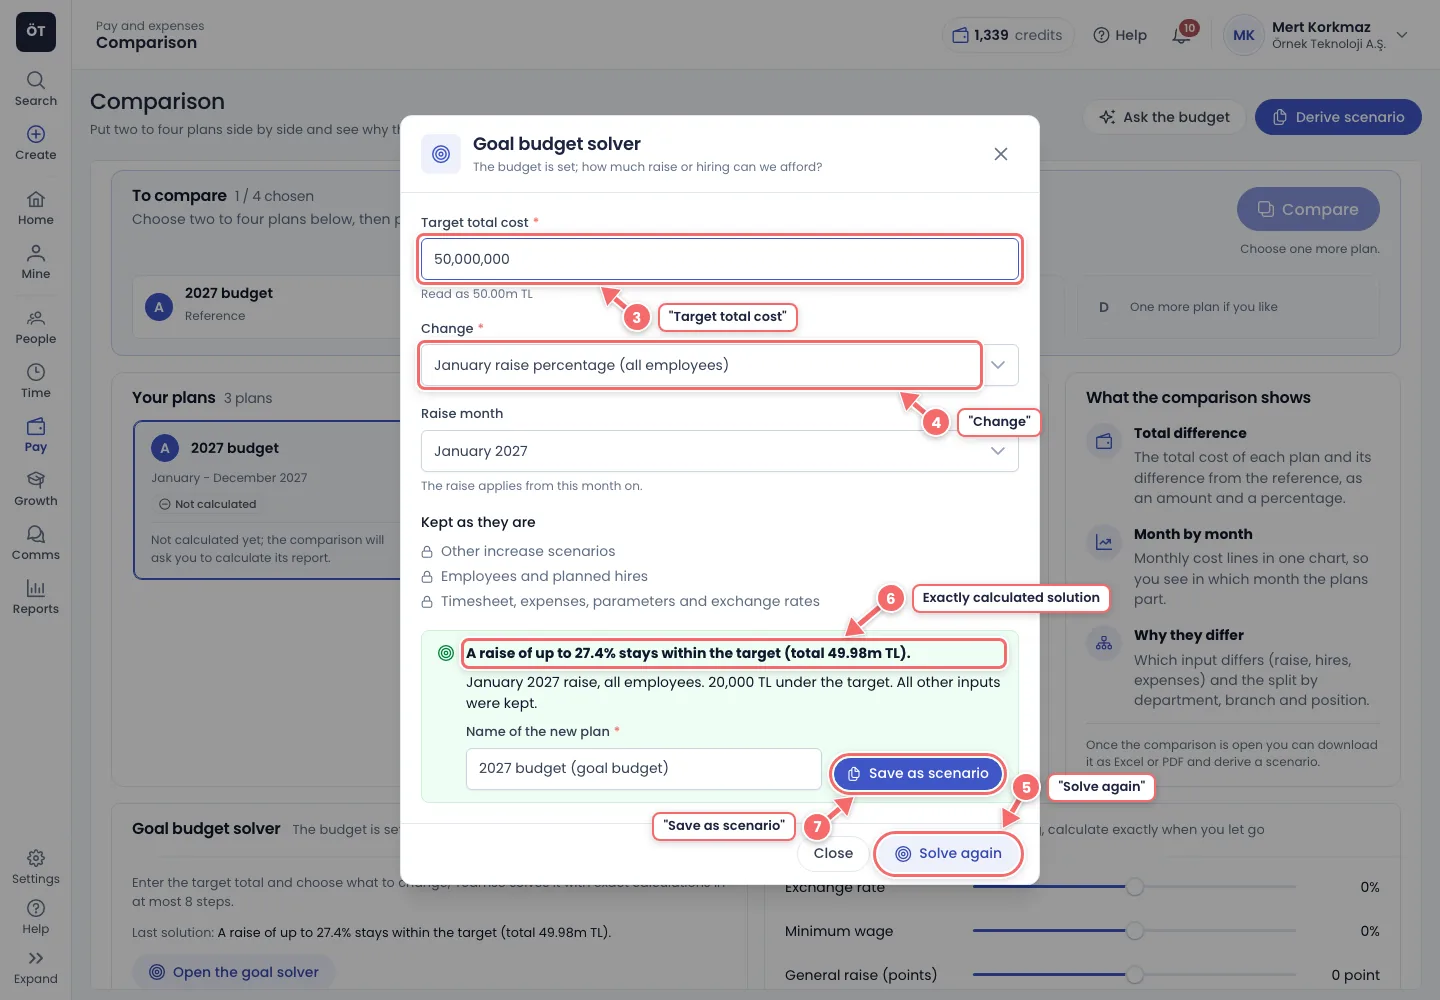 ÖT
Pay and expenses
Comparison
1,339 credits
Help
10
MK
Mert Korkmaz
Örnek Teknoloji A.Ş.
Search
Create
Home
Mine
People
Time
Pay
Growth
Comms
Reports
Settings
Help
Expand
Comparison
Put two to four plans side by side and see why
Ask the budget
Derive scenario
To compare 1 / 4 chosen
Choose two to four plans below, then
Compare
Choose one more plan.
A
2027 budget
Reference
D
One more plan if you like
Your plans 3 plans
A
2027 budget
January - December 2027
Not calculated
Not calculated yet; the comparison will
ask you to calculate its report.
Goal budget solver
The budget is set; how much raise or hiring can we afford?
Target total cost *
50,000,000
Read as 50.00m TL
3
"Target total cost"
Change *
January raise percentage (all employees)
4
"Change"
Raise month
January 2027
The raise applies from this month on.
Kept as they are
Other increase scenarios
Employees and planned hires
Timesheet, expenses, parameters and exchange rates
6
Exactly calculated solution
A raise of up to 27.4% stays within the target (total 49.98m TL).
January 2027 raise, all employees. 20,000 TL under the target. All other inputs
were kept.
Name of the new plan *
2027 budget (goal budget)
Save as scenario
5
"Solve again"
7
"Save as scenario"
Close
Solve again
What the comparison shows
Total difference
The total cost of each plan and its
difference from the reference, as
an amount and a percentage.
Month by month
Monthly cost lines in one chart, so
you see in which month the plans
part.
Why they differ
Which input differs (raise, hires,
expenses) and the split by
department, branch and position.
Once the comparison is open you can download
it as Excel or PDF and derive a scenario.
Goal budget solver The budget is
Enter the target total and choose what to
at most 8 steps.
Last solution: A raise of up to 27.4% stays within the target (total 49.98m TL).
Open the goal solver
calculate exactly when you let go
Exchange rate
0%
Minimum wage
0%
General raise (points)
0 point